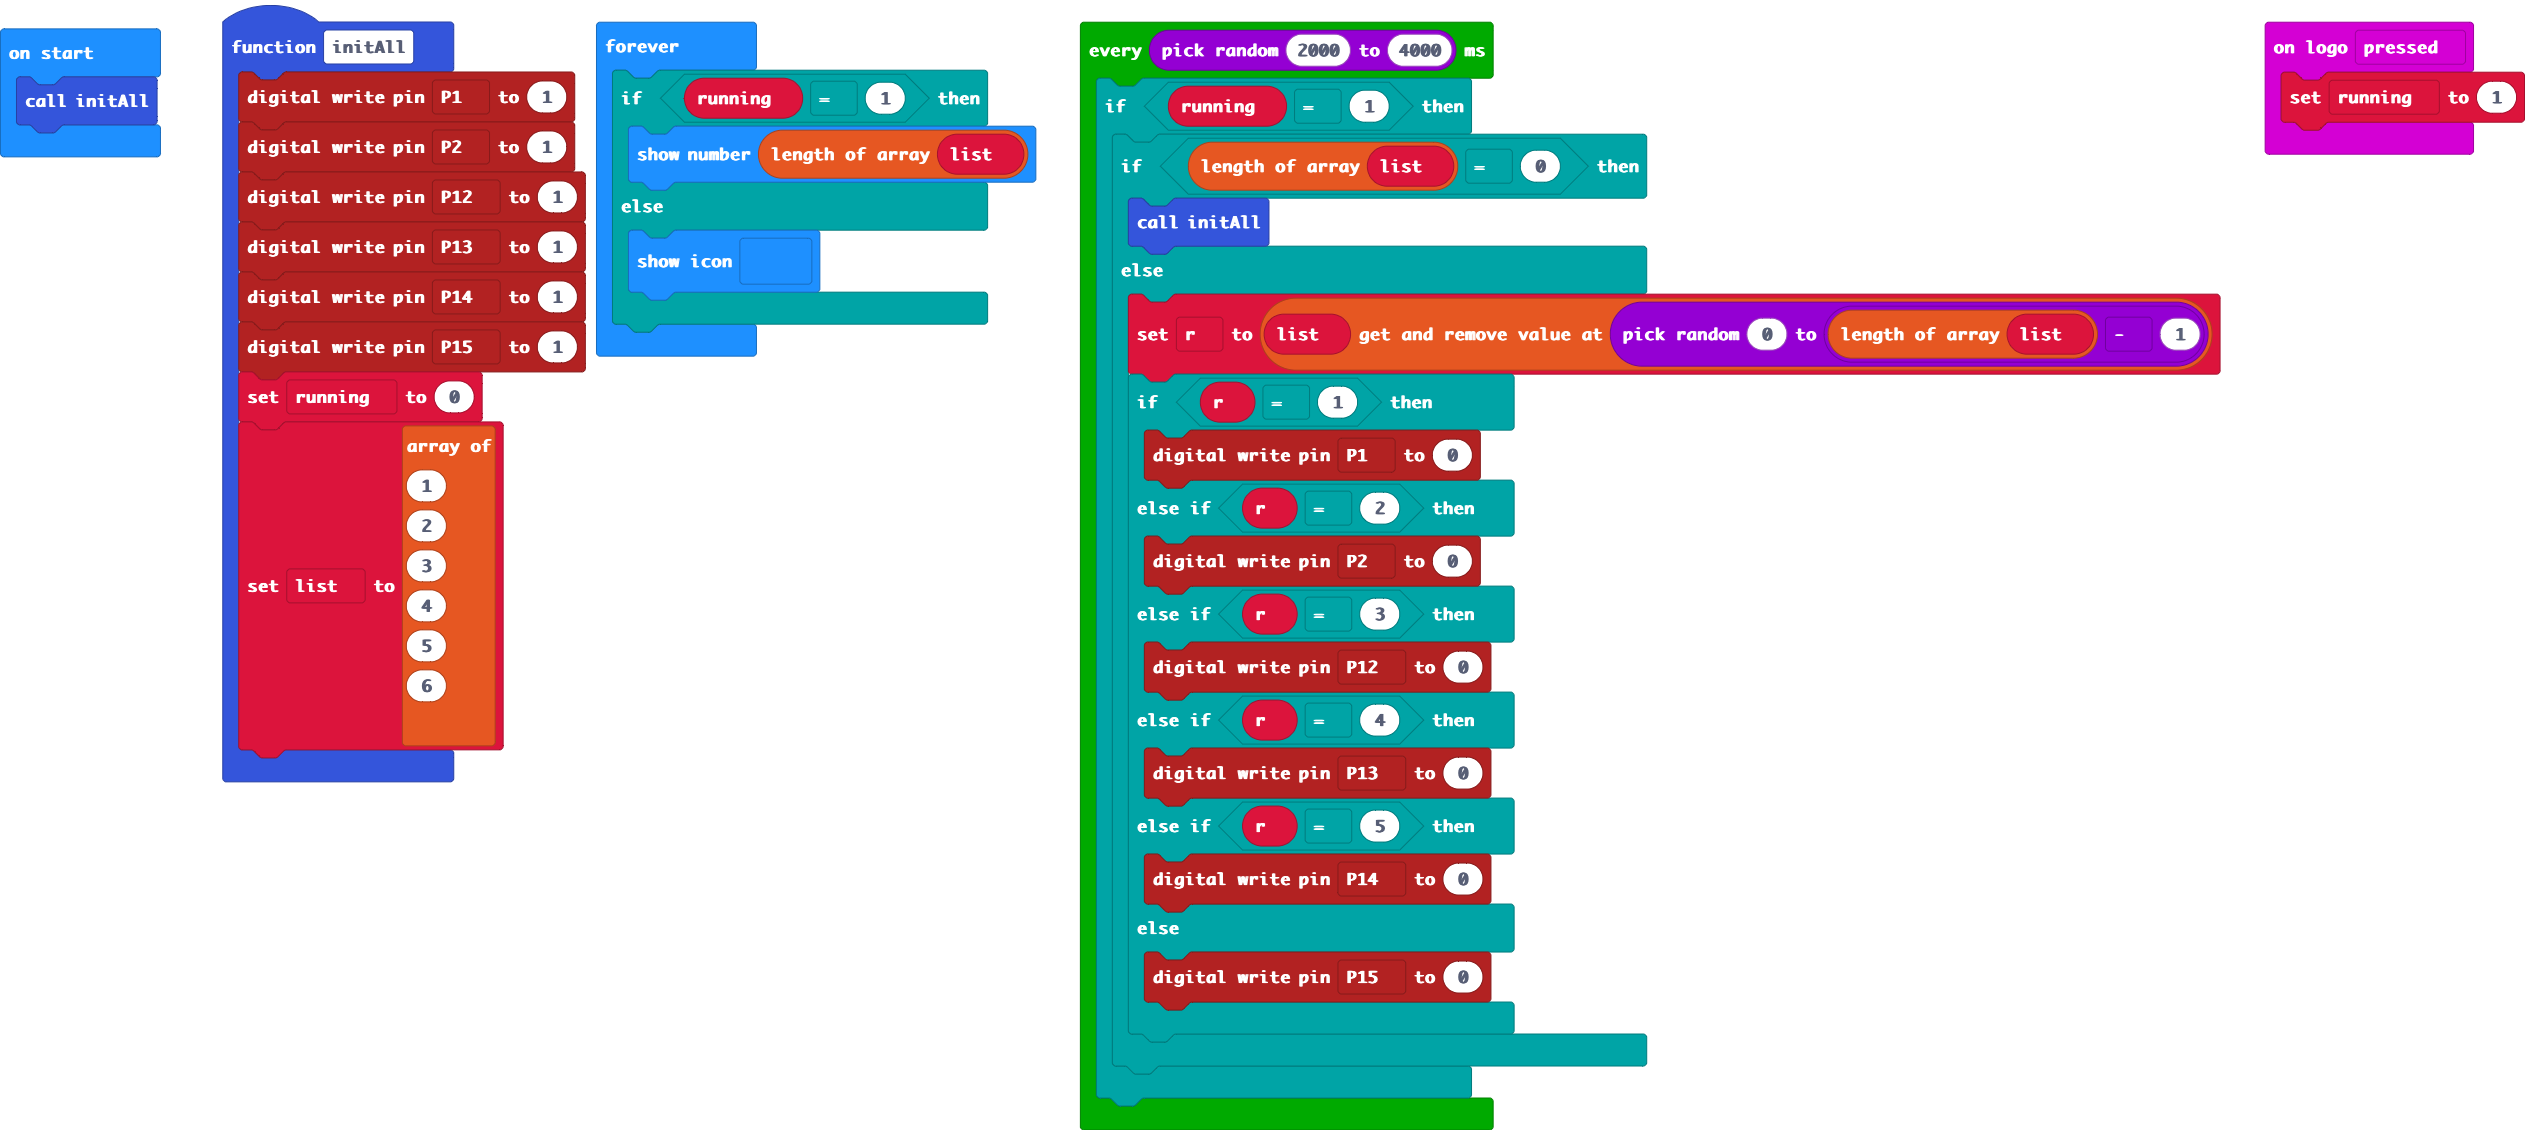 on start
call initAll
function initAll
digital write pin P1 to 1
digital write pin P2 to 1
digital write pin P12 to 1
digital write pin P13 to 1
digital write pin P14 to 1
digital write pin P15 to 1
set running to 0
set list to array of
1
2
3
4
5
6
forever
if running = 1 then
show number length of array list
else
show icon
every pick random 2000 to 4000 ms
if running = 1 then
if length of array list = 0 then
call initAll
else
set r to list get and remove value at pick random 0 to length of array list - 1
if r = 1 then
digital write pin P1 to 0
else if r = 2 then
digital write pin P2 to 0
else if r = 3 then
digital write pin P12 to 0
else if r = 4 then
digital write pin P13 to 0
else if r = 5 then
digital write pin P14 to 0
else
digital write pin P15 to 0
on logo pressed
set running to 1